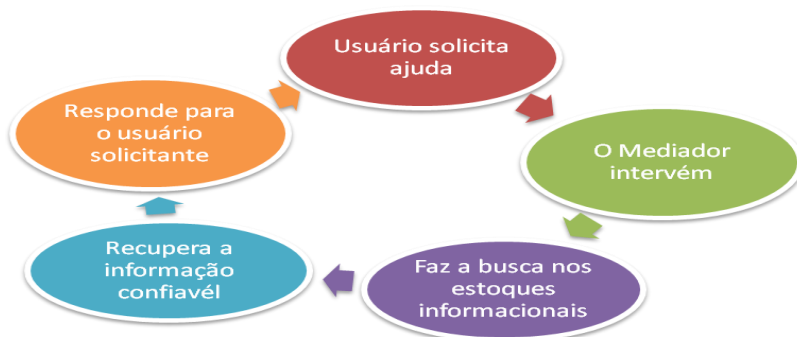 Usuário solicita
ajuda
O Mediador
intervém
Faz a busca nos
estoques
informacionais
Recupera a
informação
confiavél
Responde para
o usuário
solicitante